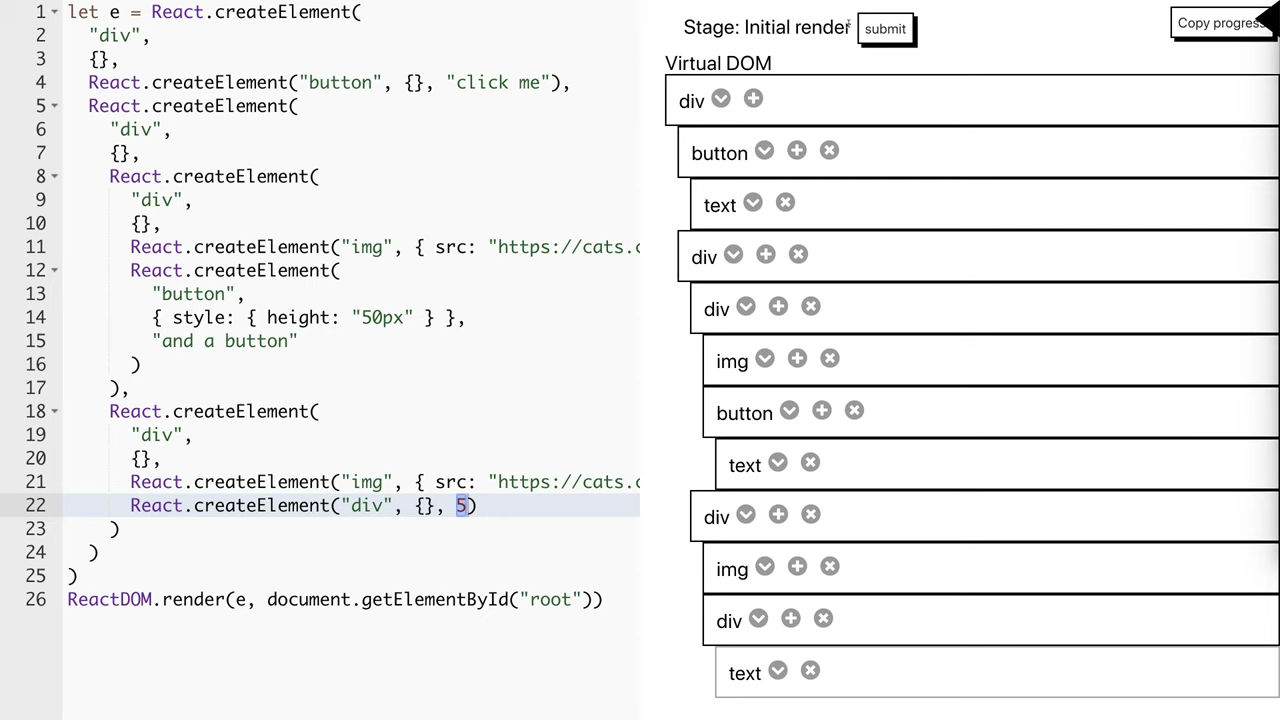 1 let e = React.createElement(
2 "div",
3 {},
4 React.createElement("button", {}, "click me"),
5 React.createElement(
6 "div",
7 {},
8 React.createElement(
9 "div",
10 {},
11 React.createElement("img", { src: "https://cats.c
12 React.createElement(
13 "button",
14 { style: { height: "50px" } },
15 "and a button"
16 )
17 ),
18 React.createElement(
19 "div",
20 {},
21 React.createElement("img", { src: "https://cats.c
22 React.createElement("div", {}, 5)
23 )
24 )
25 )
26 ReactDOM.render(e, document.getElementById("root"))
Stage: Initial render submit
Copy progress
Virtual DOM
div
button
text
div
div
img
button
text
div
img
div
text